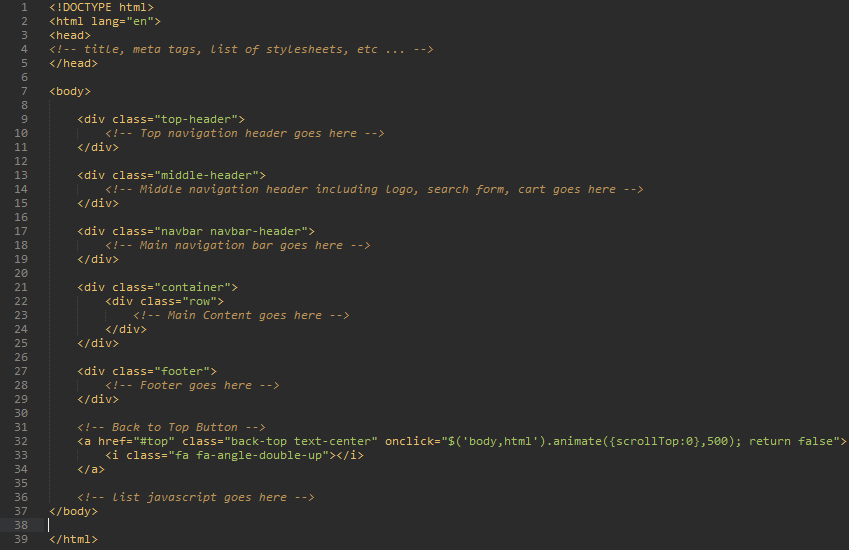 1 <!DOCTYPE html>
2 <html lang="en">
3 <head>
4 <!-- title, meta tags, list of stylesheets, etc ... -->
5 </head>
6
7 <body>
8
9     <div class="top-header">
10         <!-- Top navigation header goes here -->
11     </div>
12
13     <div class="middle-header">
14         <!-- Middle navigation header including logo, search form, cart goes here -->
15     </div>
16
17     <div class="navbar navbar-header">
18         <!-- Main navigation bar goes here -->
19     </div>
20
21     <div class="container">
22         <div class="row">
23             <!-- Main Content goes here -->
24         </div>
25     </div>
26
27     <div class="footer">
28         <!-- Footer goes here -->
29     </div>
30
31     <!-- Back to Top Button -->
32     <a href="#top" class="back-top text-center" onclick="$('body,html').animate({scrollTop:0},500); return false">
33         <i class="fa fa-angle-double-up"></i>
34     </a>
35
36     <!-- list javascript goes here -->
37 </body>
38
39 </html>